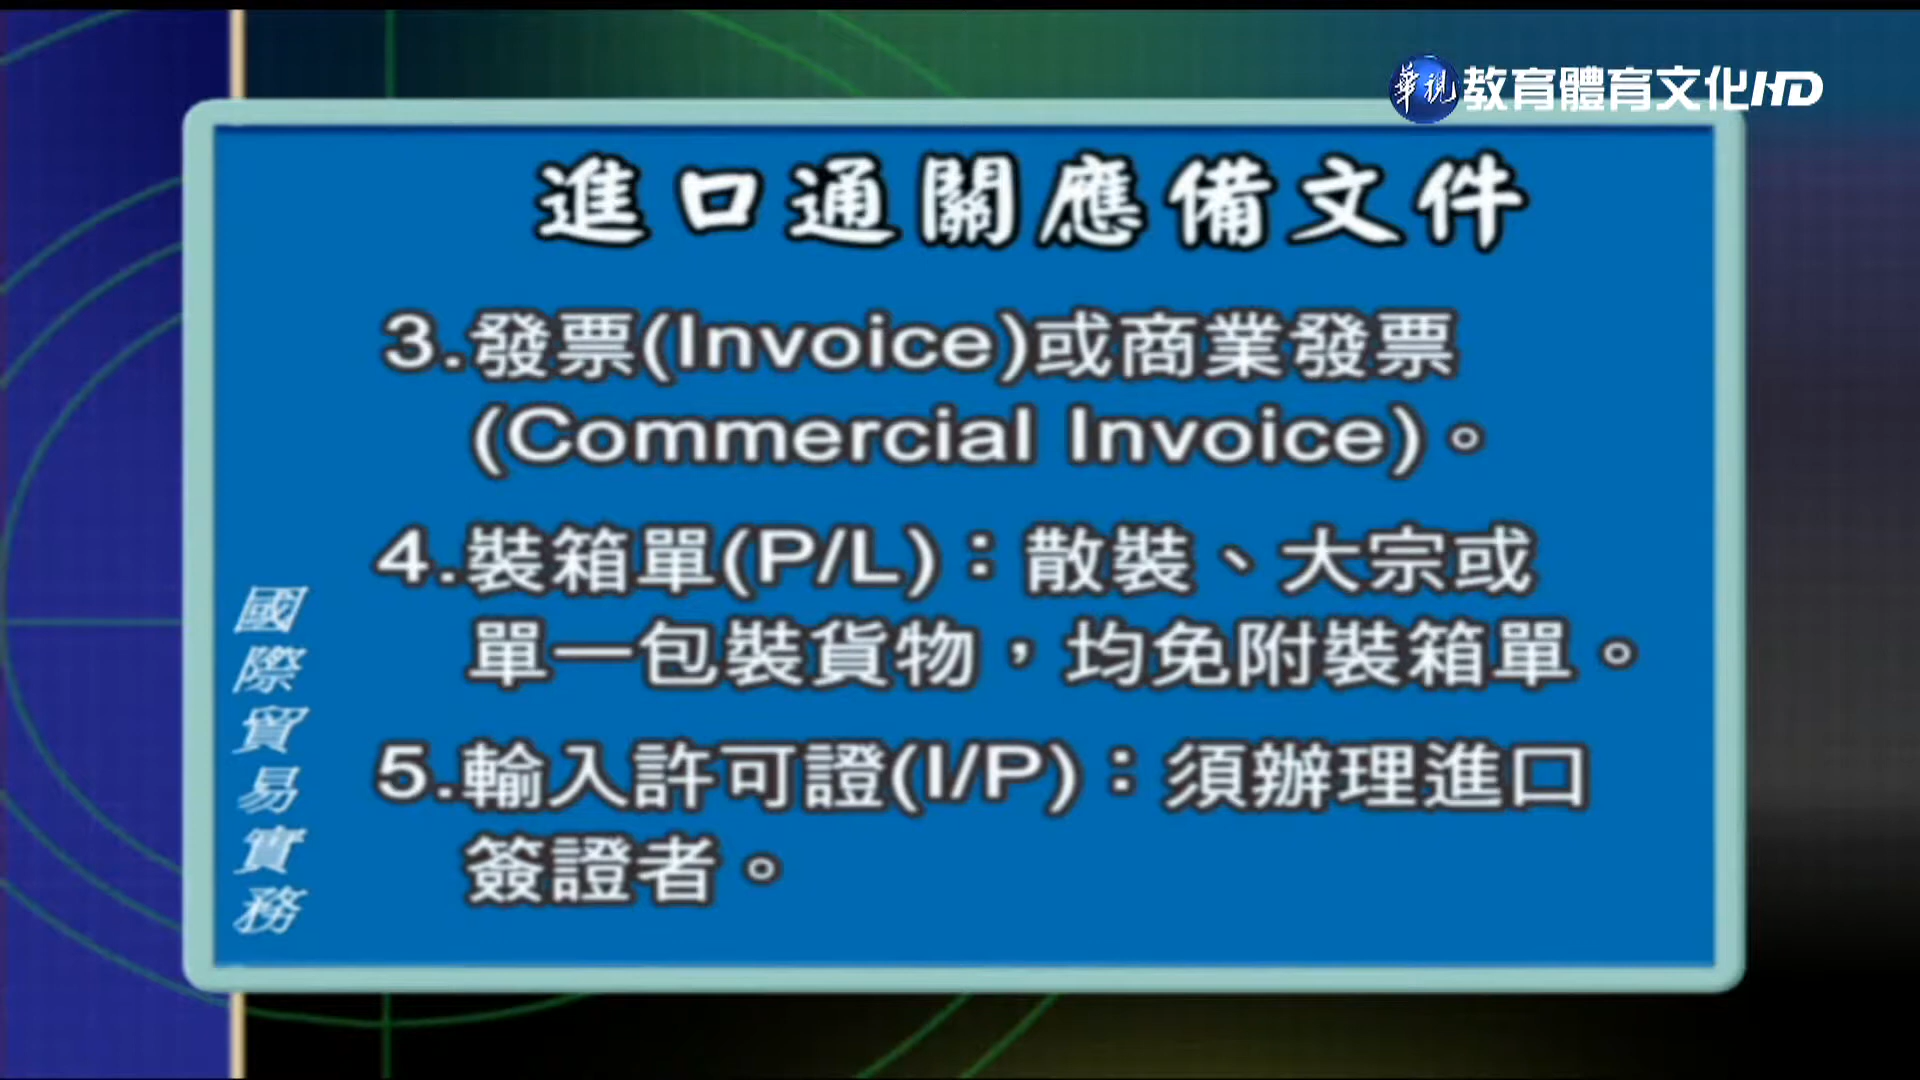 華視 教育體育文化HD
進口通關應備文件
3.發票(Invoice)或商業發票
(Commercial Invoice)。
4.裝箱單(P/L)：散裝、大宗或
單一包裝貨物，均免附裝箱單。
5.輸入許可證(I/P)：須辦理進口
簽證者。
國際貿易實務